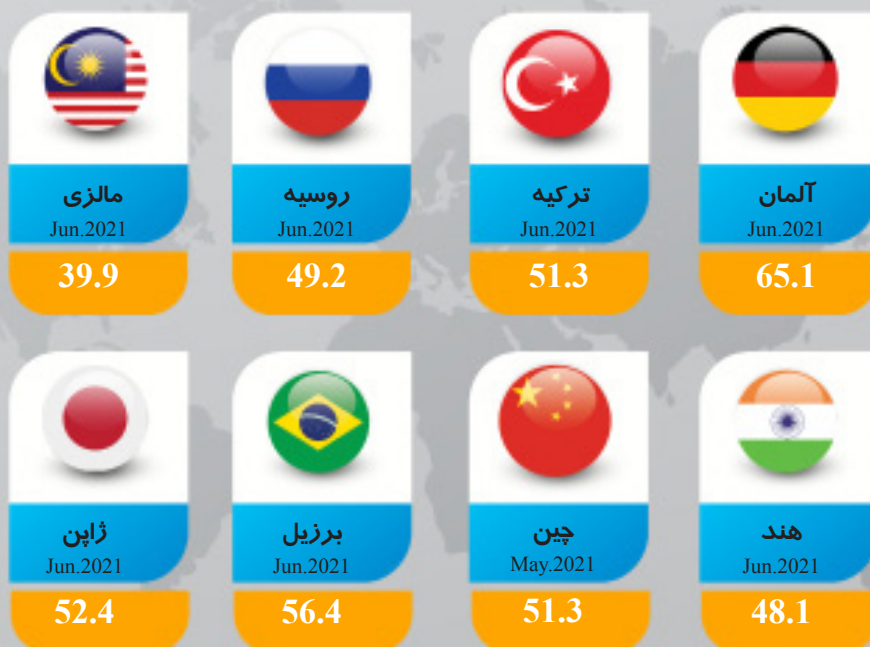 آلمان
Jun.2021
65.1
ترکیه
Jun.2021
51.3
روسیه
Jun.2021
49.2
مالزی
Jun.2021
39.9
هند
Jun.2021
48.1
چین
May.2021
51.3
برزیل
Jun.2021
56.4
ژاپن
Jun.2021
52.4